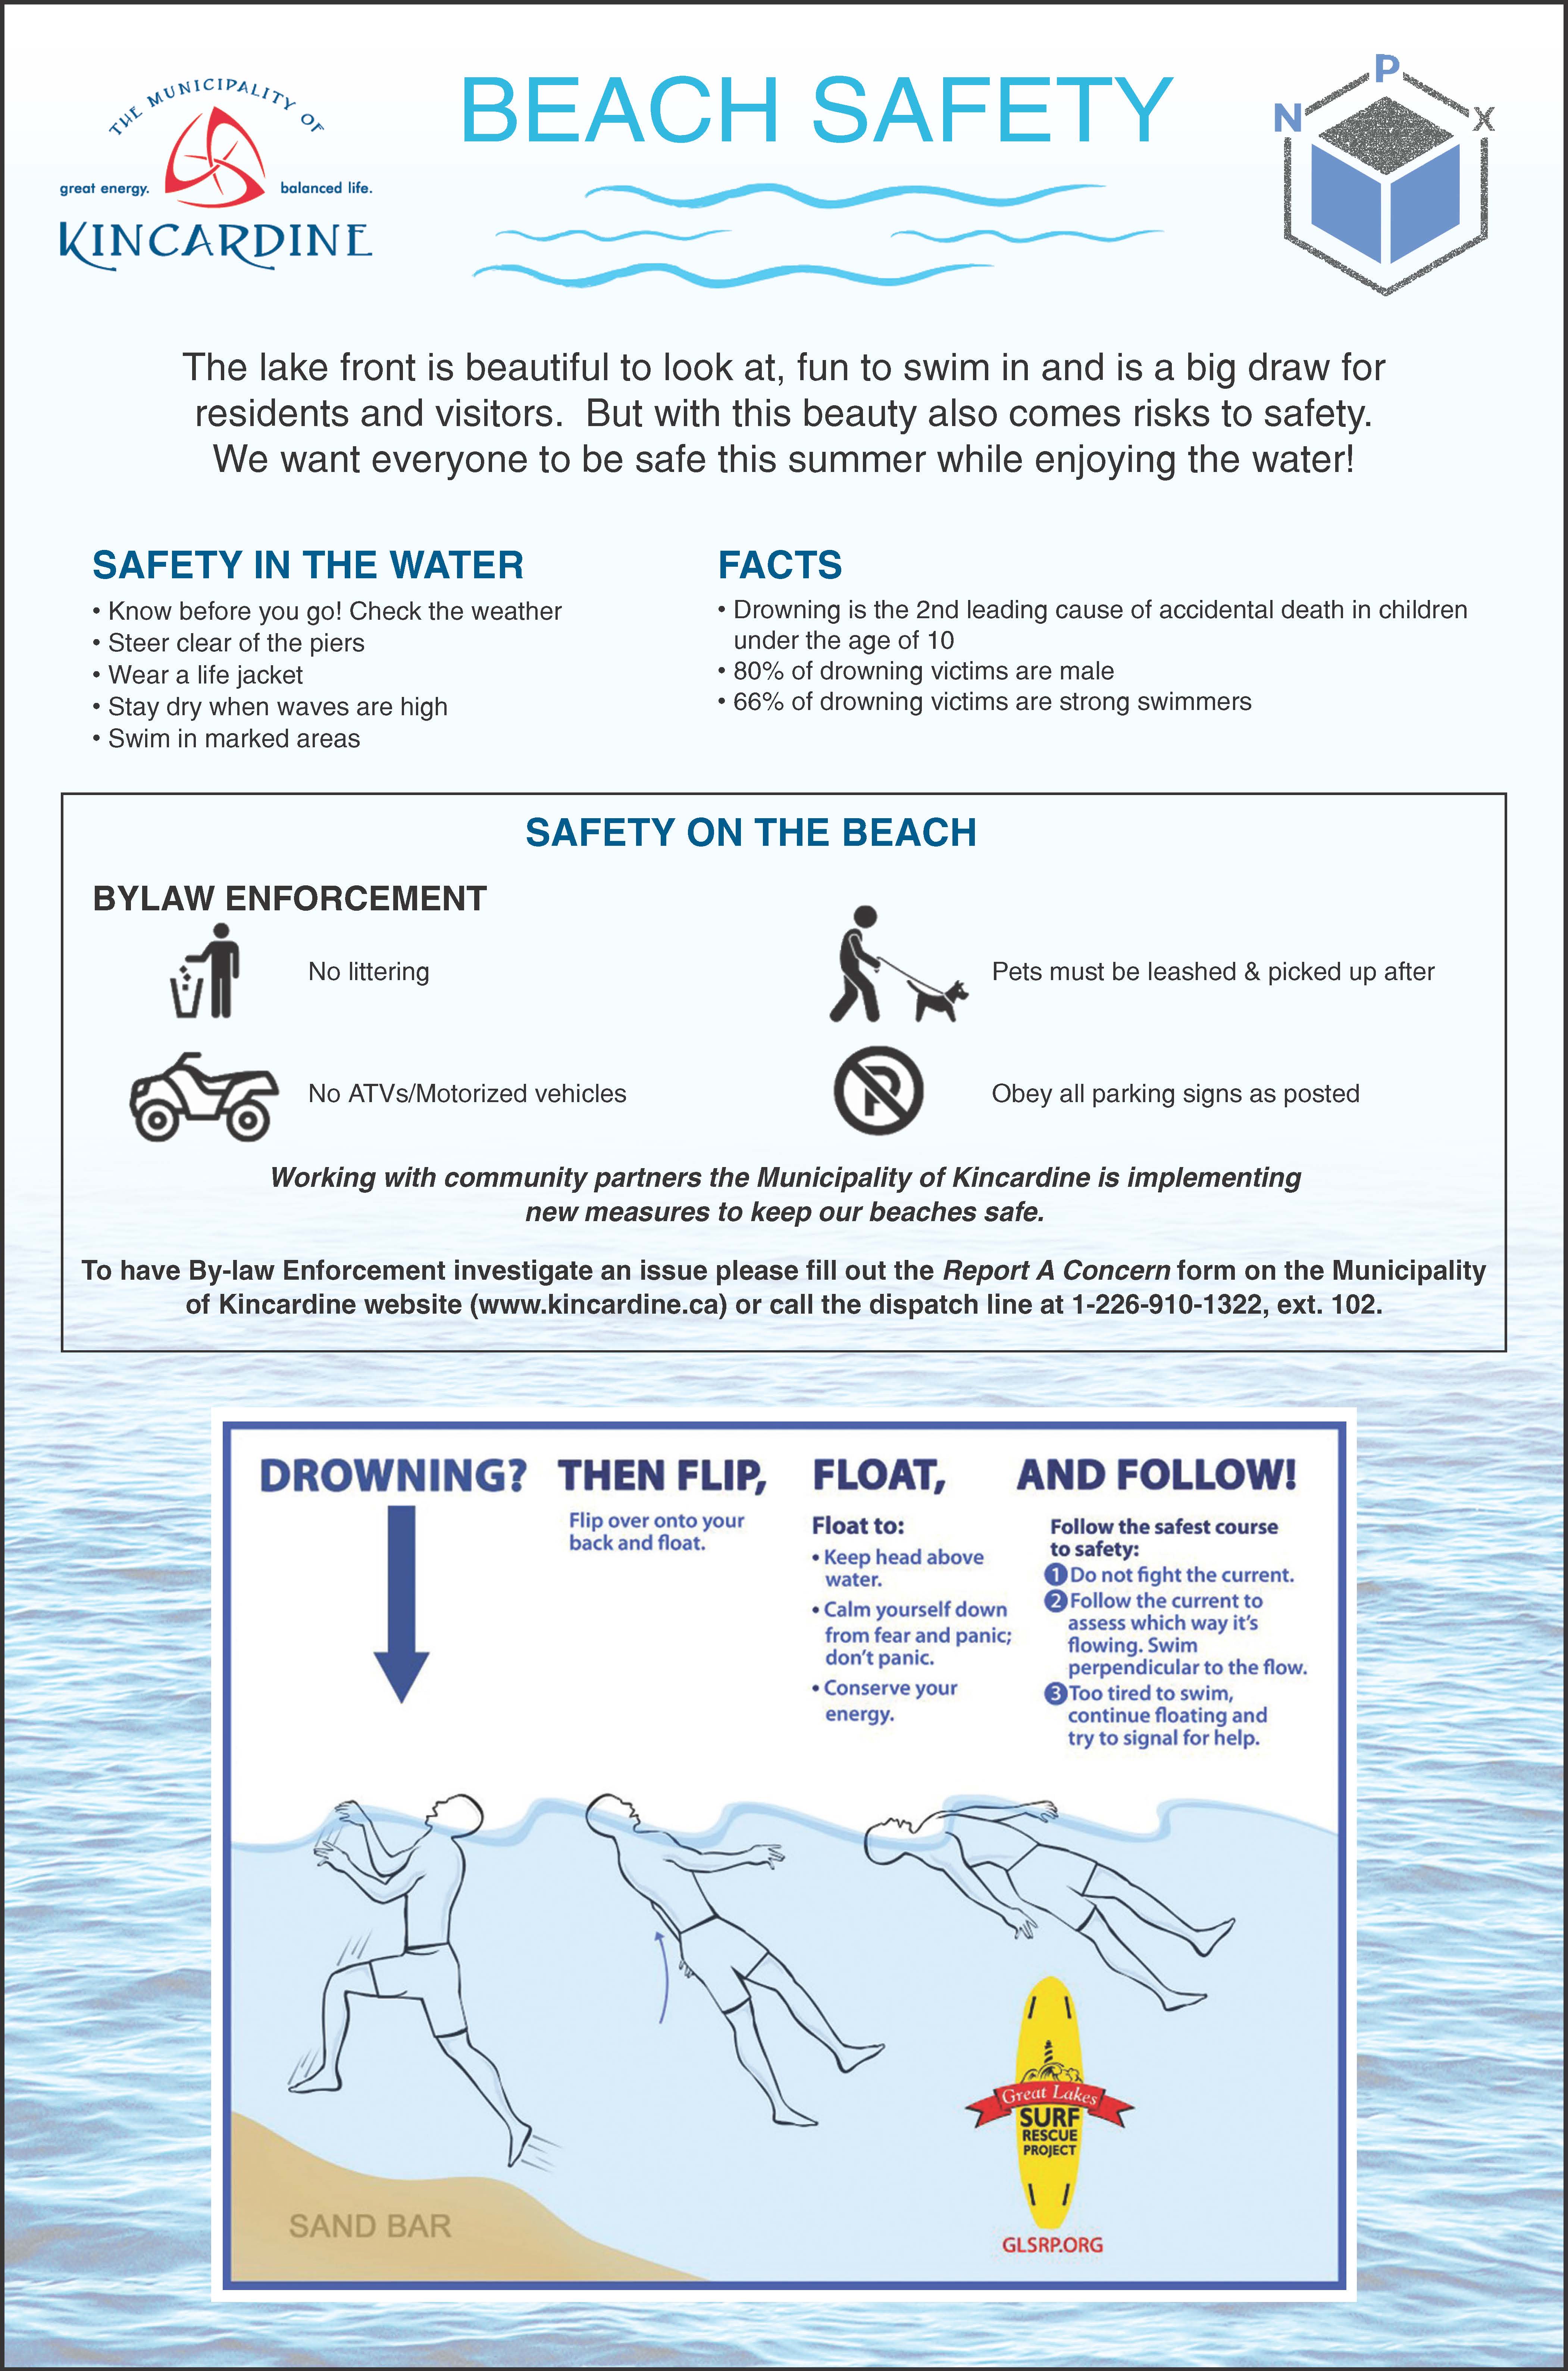 THE MUNICIPALITY OF
great energy. balanced life.
KINCARDINE
BEACH SAFETY
N P X
The lake front is beautiful to look at, fun to swim in and is a big draw for
residents and visitors.  But with this beauty also comes risks to safety.
We want everyone to be safe this summer while enjoying the water!
SAFETY IN THE WATER
• Know before you go! Check the weather
• Steer clear of the piers
• Wear a life jacket
• Stay dry when waves are high
• Swim in marked areas
FACTS
• Drowning is the 2nd leading cause of accidental death in children
under the age of 10
• 80% of drowning victims are male
• 66% of drowning victims are strong swimmers
SAFETY ON THE BEACH
BYLAW ENFORCEMENT
No littering
Pets must be leashed & picked up after
No ATVs/Motorized vehicles
P
Obey all parking signs as posted
Working with community partners the Municipality of Kincardine is implementing
new measures to keep our beaches safe.
To have By-law Enforcement investigate an issue please fill out the Report A Concern form on the Municipality
of Kincardine website (www.kincardine.ca) or call the dispatch line at 1-226-910-1322, ext. 102.
DROWNING? THEN FLIP, FLOAT, AND FOLLOW!
Flip over onto your
back and float.
Float to:
• Keep head above
water.
• Calm yourself down
from fear and panic;
don't panic.
• Conserve your
energy.
Follow the safest course
to safety:
1 Do not fight the current.
2 Follow the current to
assess which way it's
flowing. Swim
perpendicular to the flow.
3 Too tired to swim,
continue floating and
try to signal for help.
SAND BAR
Great Lakes
SURF
RESCUE
PROJECT
GLSRP.ORG